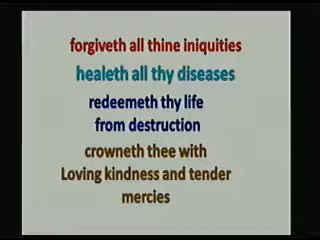 forgiveth all thine iniquities
healeth all thy diseases
redeemeth thy life
from destruction
crowneth thee with
Loving kindness and tender
mercies